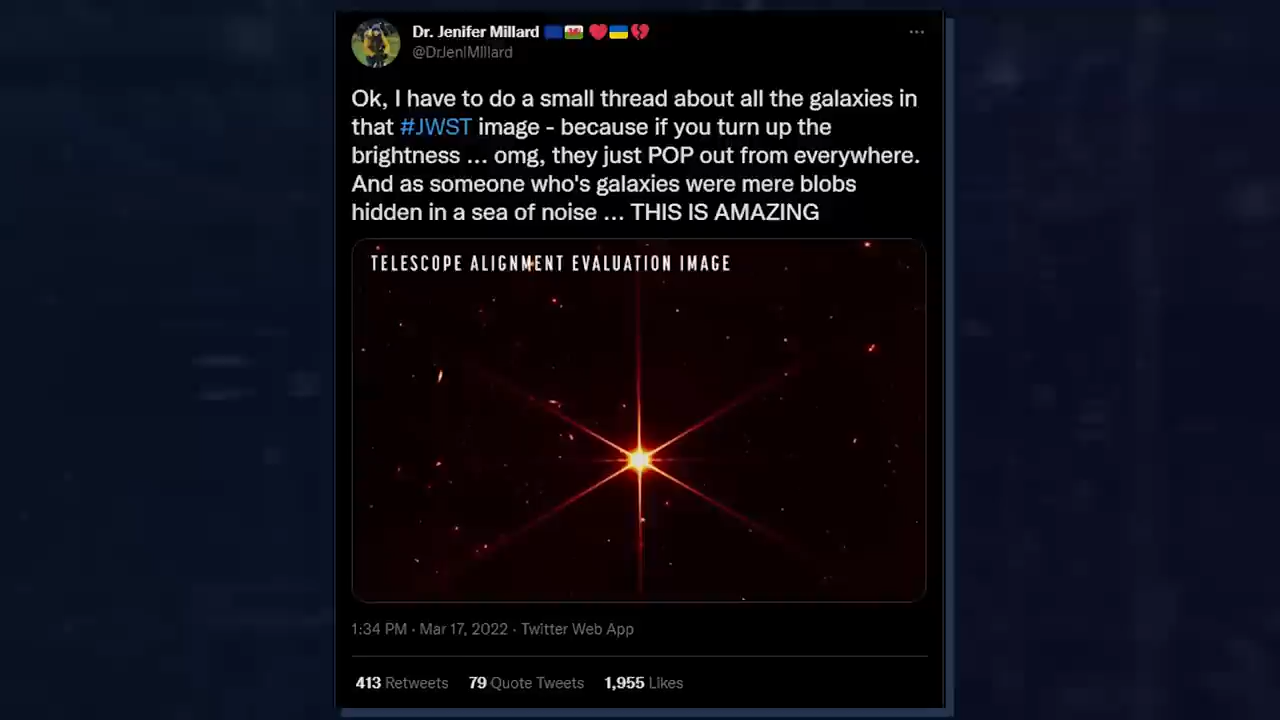 Dr. Jenifer Millard 🇪🇺🏴󠁧󠁢󠁷󠁬󠁳󠁿 ❤️🇺🇦💔
@DrJeniMillard
Ok, I have to do a small thread about all the galaxies in
that #JWST image - because if you turn up the
brightness ... omg, they just POP out from everywhere.
And as someone who's galaxies were mere blobs
hidden in a sea of noise ... THIS IS AMAZING
TELESCOPE ALIGNMENT EVALUATION IMAGE
1:34 PM · Mar 17, 2022 · Twitter Web App
413 Retweets 79 Quote Tweets 1,955 Likes